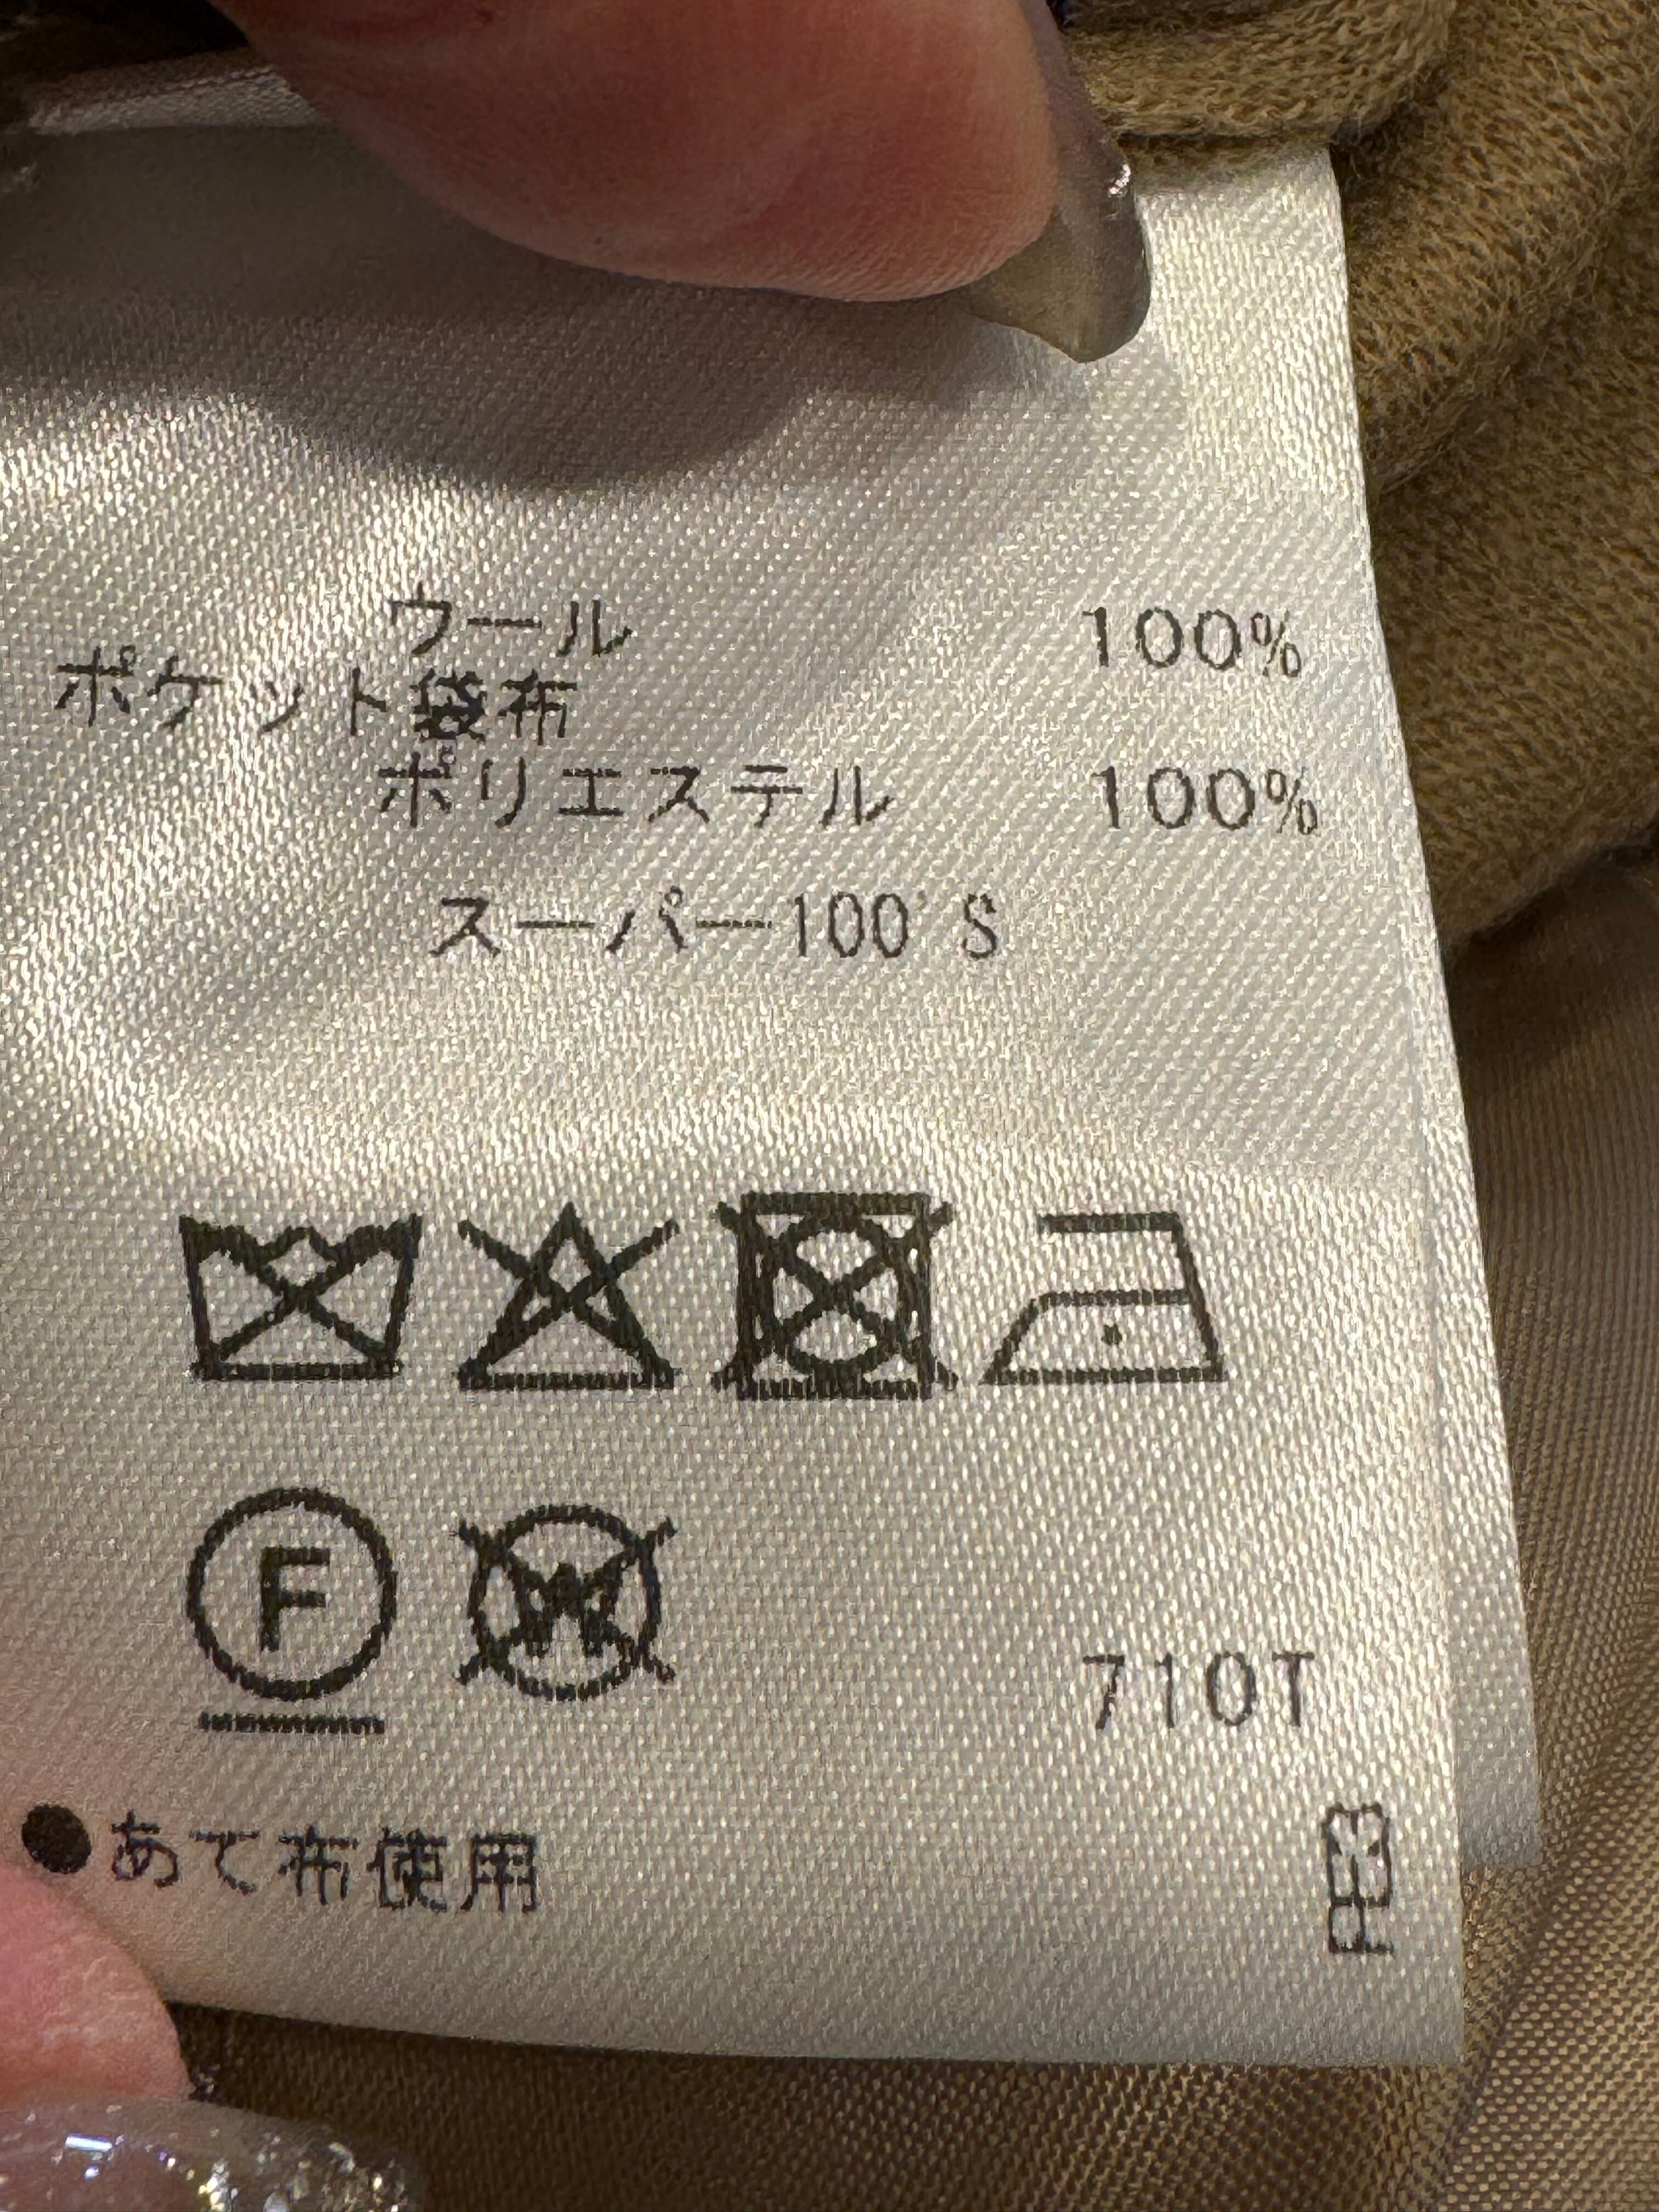 ウール 100%
ポケット袋布
ポリエステル 100%
スーパー100'S
F
W
710T
●あて布使用